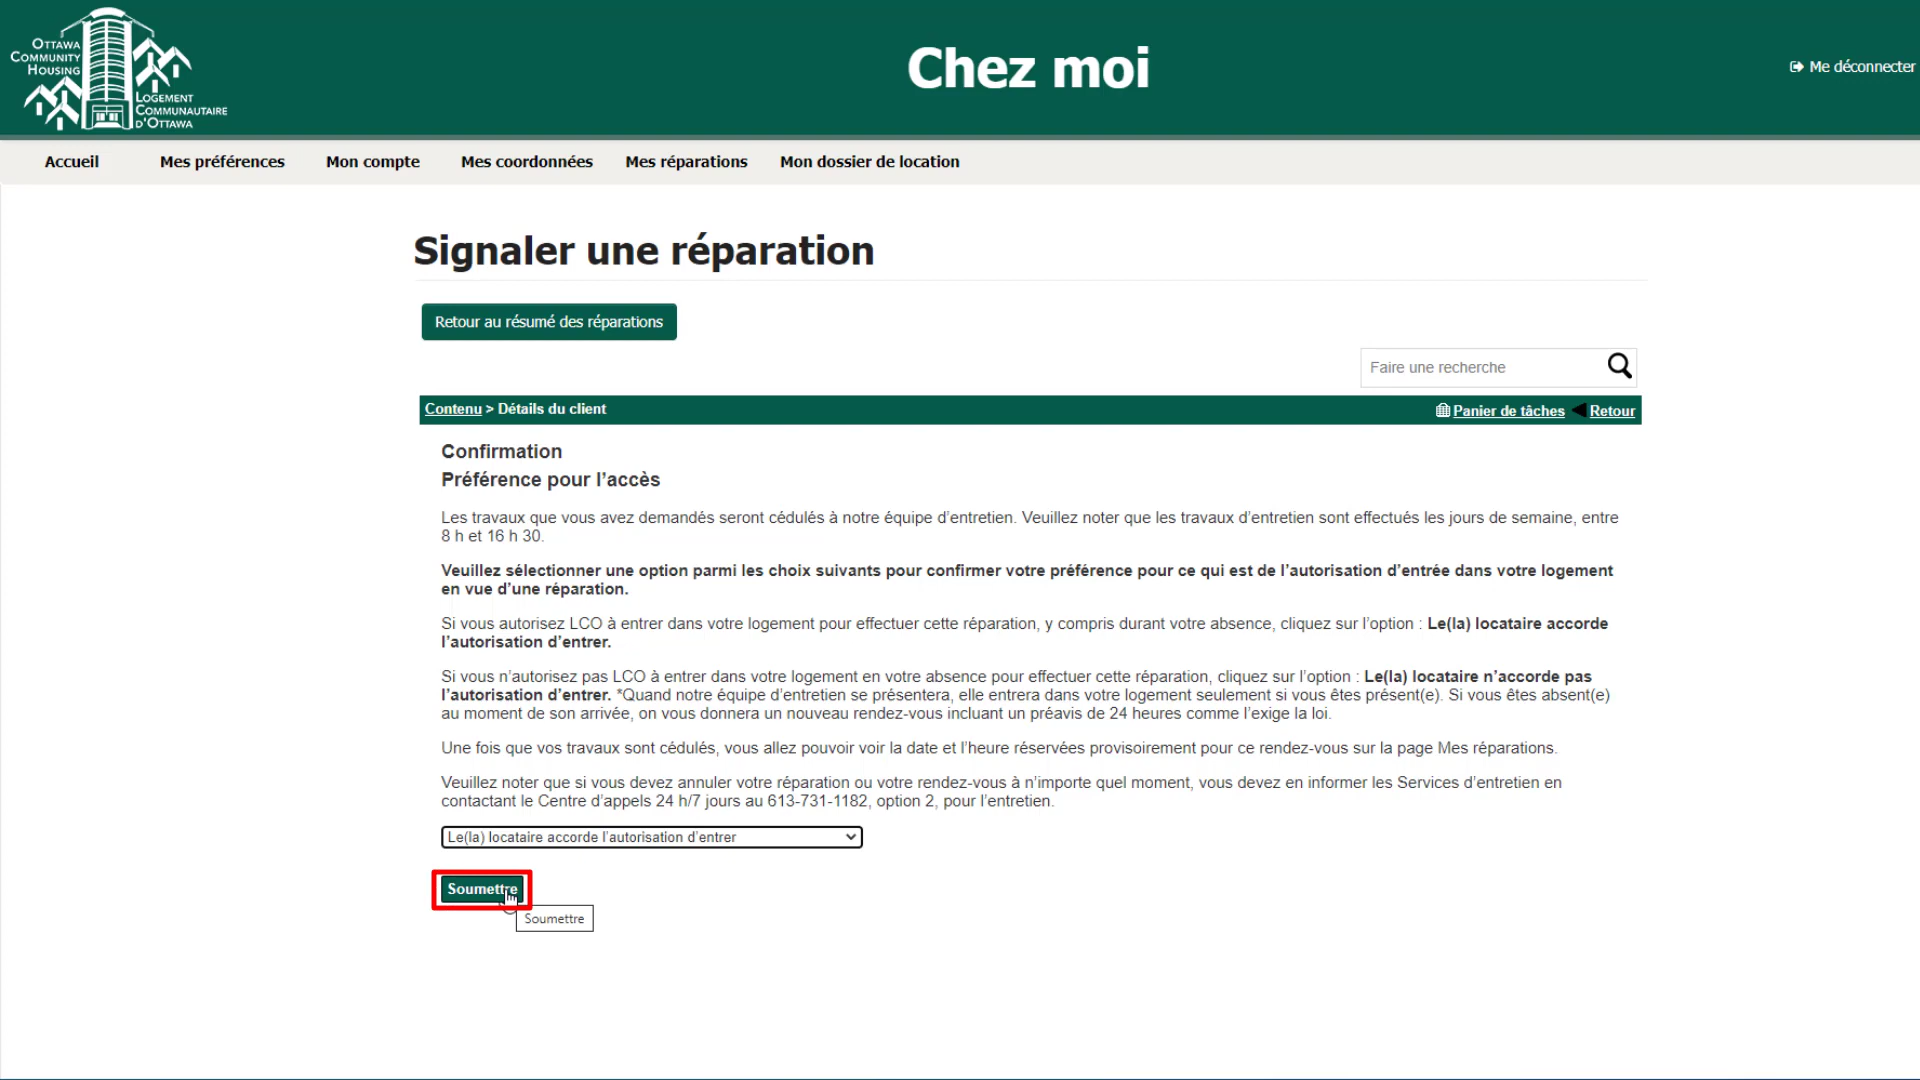 OTTAWA
COMMUNITY
HOUSING
LOGEMENT
COMMUNAUTAIRE
D'OTTAWA
Chez moi
Me déconnecter
Accueil Mes préférences Mon compte Mes coordonnées Mes réparations Mon dossier de location
Signaler une réparation
Retour au résumé des réparations
Faire une recherche
Contenu > Détails du client Panier de tâches Retour
Confirmation
Préférence pour l’accès
Les travaux que vous avez demandés seront cédulés à notre équipe d’entretien. Veuillez noter que les travaux d’entretien sont effectués les jours de semaine, entre
8 h et 16 h 30.
Veuillez sélectionner une option parmi les choix suivants pour confirmer votre préférence pour ce qui est de l’autorisation d’entrée dans votre logement
en vue d’une réparation.
Si vous autorisez LCO à entrer dans votre logement pour effectuer cette réparation, y compris durant votre absence, cliquez sur l’option : Le(la) locataire accorde
l’autorisation d’entrer.
Si vous n’autorisez pas LCO à entrer dans votre logement en votre absence pour effectuer cette réparation, cliquez sur l’option : Le(la) locataire n’accorde pas
l’autorisation d’entrer. *Quand notre équipe d’entretien se présentera, elle entrera dans votre logement seulement si vous êtes présent(e). Si vous êtes absent(e)
au moment de son arrivée, on vous donnera un nouveau rendez-vous incluant un préavis de 24 heures comme l’exige la loi.
Une fois que vos travaux sont cédulés, vous allez pouvoir voir la date et l’heure réservées provisoirement pour ce rendez-vous sur la page Mes réparations.
Veuillez noter que si vous devez annuler votre réparation ou votre rendez-vous à n’importe quel moment, vous devez en informer les Services d’entretien en
contactant le Centre d’appels 24 h/7 jours au 613-731-1182, option 2, pour l’entretien.
Le(la) locataire accorde l’autorisation d’entrer
Soumettre
Soumettre